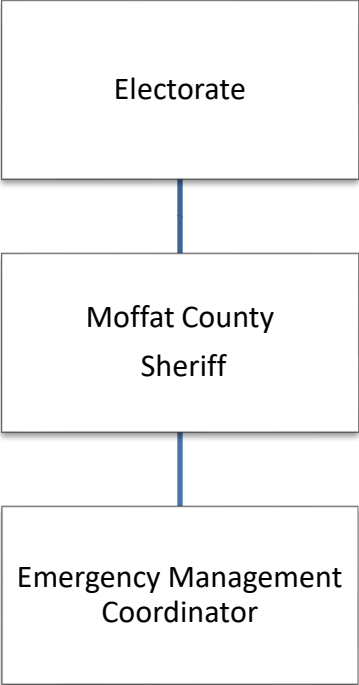 Electorate
Moffat County
Sheriff
Emergency Management
Coordinator